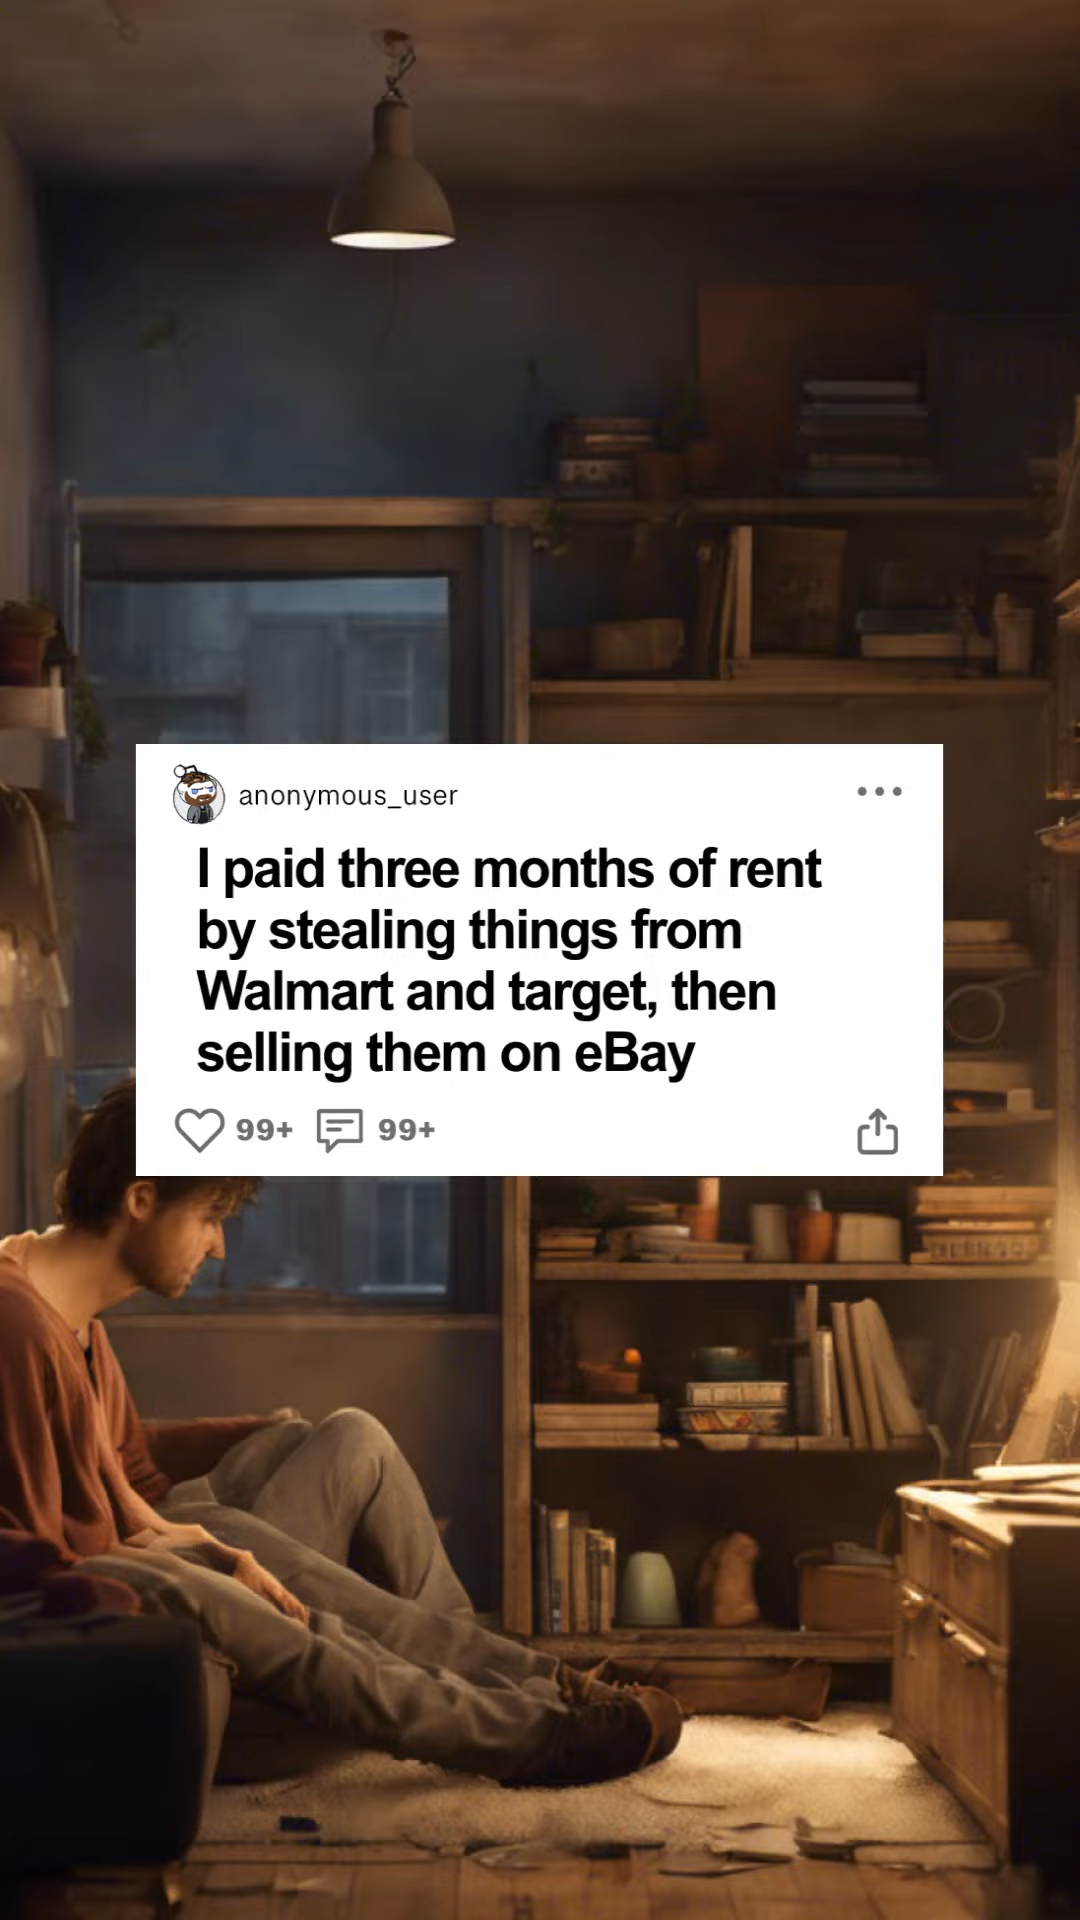 anonymous_user
I paid three months of rent
by stealing things from
Walmart and target, then
selling them on eBay
99+ 99+